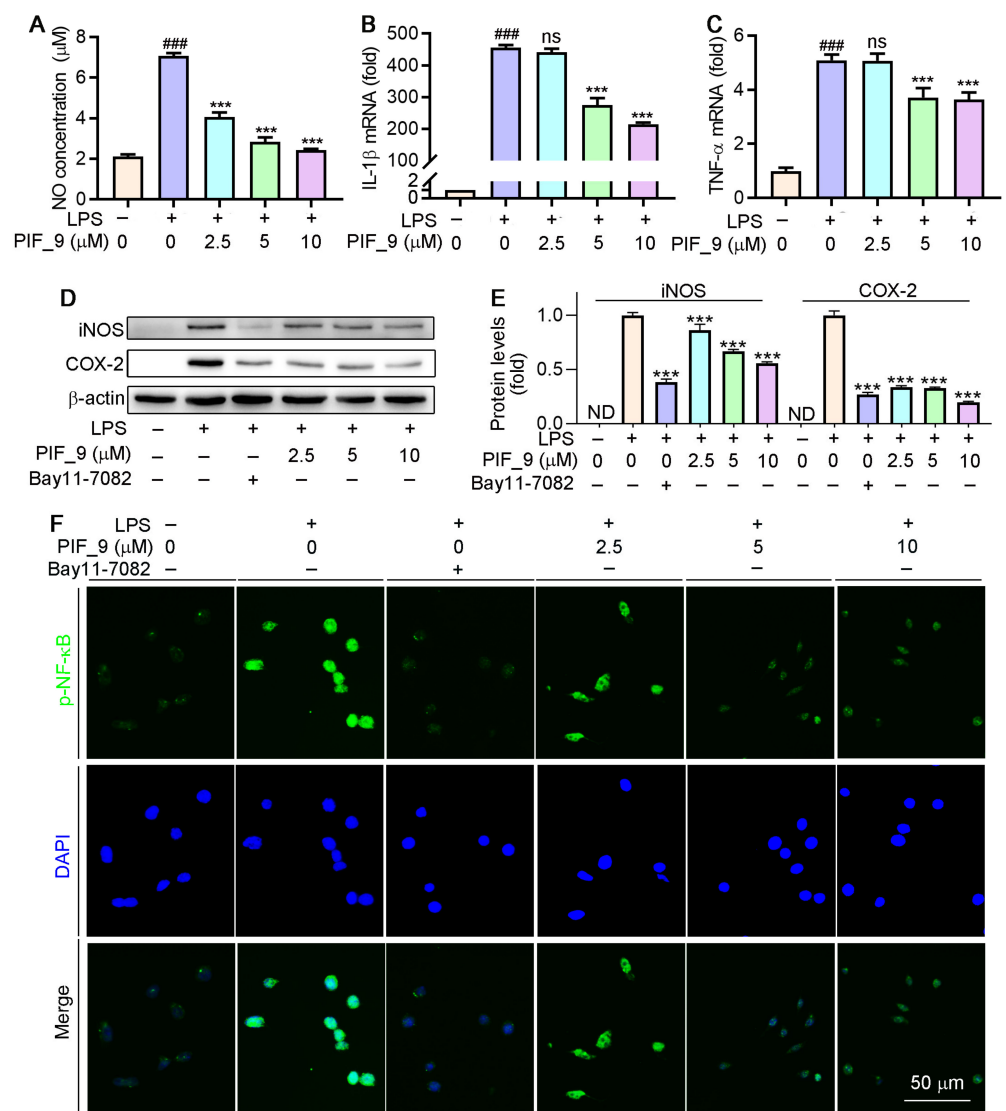 A
NO concentration (μM)
8
6
4
2
0
###
***
***
***
LPS – + + + +
PIF_9 (μM) 0 0 2.5 5 10
B
IL-1β mRNA (fold)
500
400
300
200
100
2
1
0
###
ns
***
***
LPS – + + + +
PIF_9 (μM) 0 0 2.5 5 10
C
TNF-α mRNA (fold)
6
4
2
0
###
ns
***
***
LPS – + + + +
PIF_9 (μM) 0 0 2.5 5 10
D
iNOS
COX-2
β-actin
LPS – + + + + +
PIF_9 (μM) – – – 2.5 5 10
Bay11-7082 – – + – – –
E
iNOS COX-2
Protein levels
(fold)
1.0
0.5
0.0
ND
***
***
***
***
ND
***
***
***
***
LPS – + + + + + – + + + + +
PIF_9 (μM) 0 0 0 2.5 5 10 0 0 0 2.5 5 10
Bay11-7082 – – + – – – – – + – – –
F
LPS – + + + + +
PIF_9 (μM) 0 0 0 2.5 5 10
Bay11-7082 – – + – – –
p-NF-κB
DAPI
Merge
50 μm